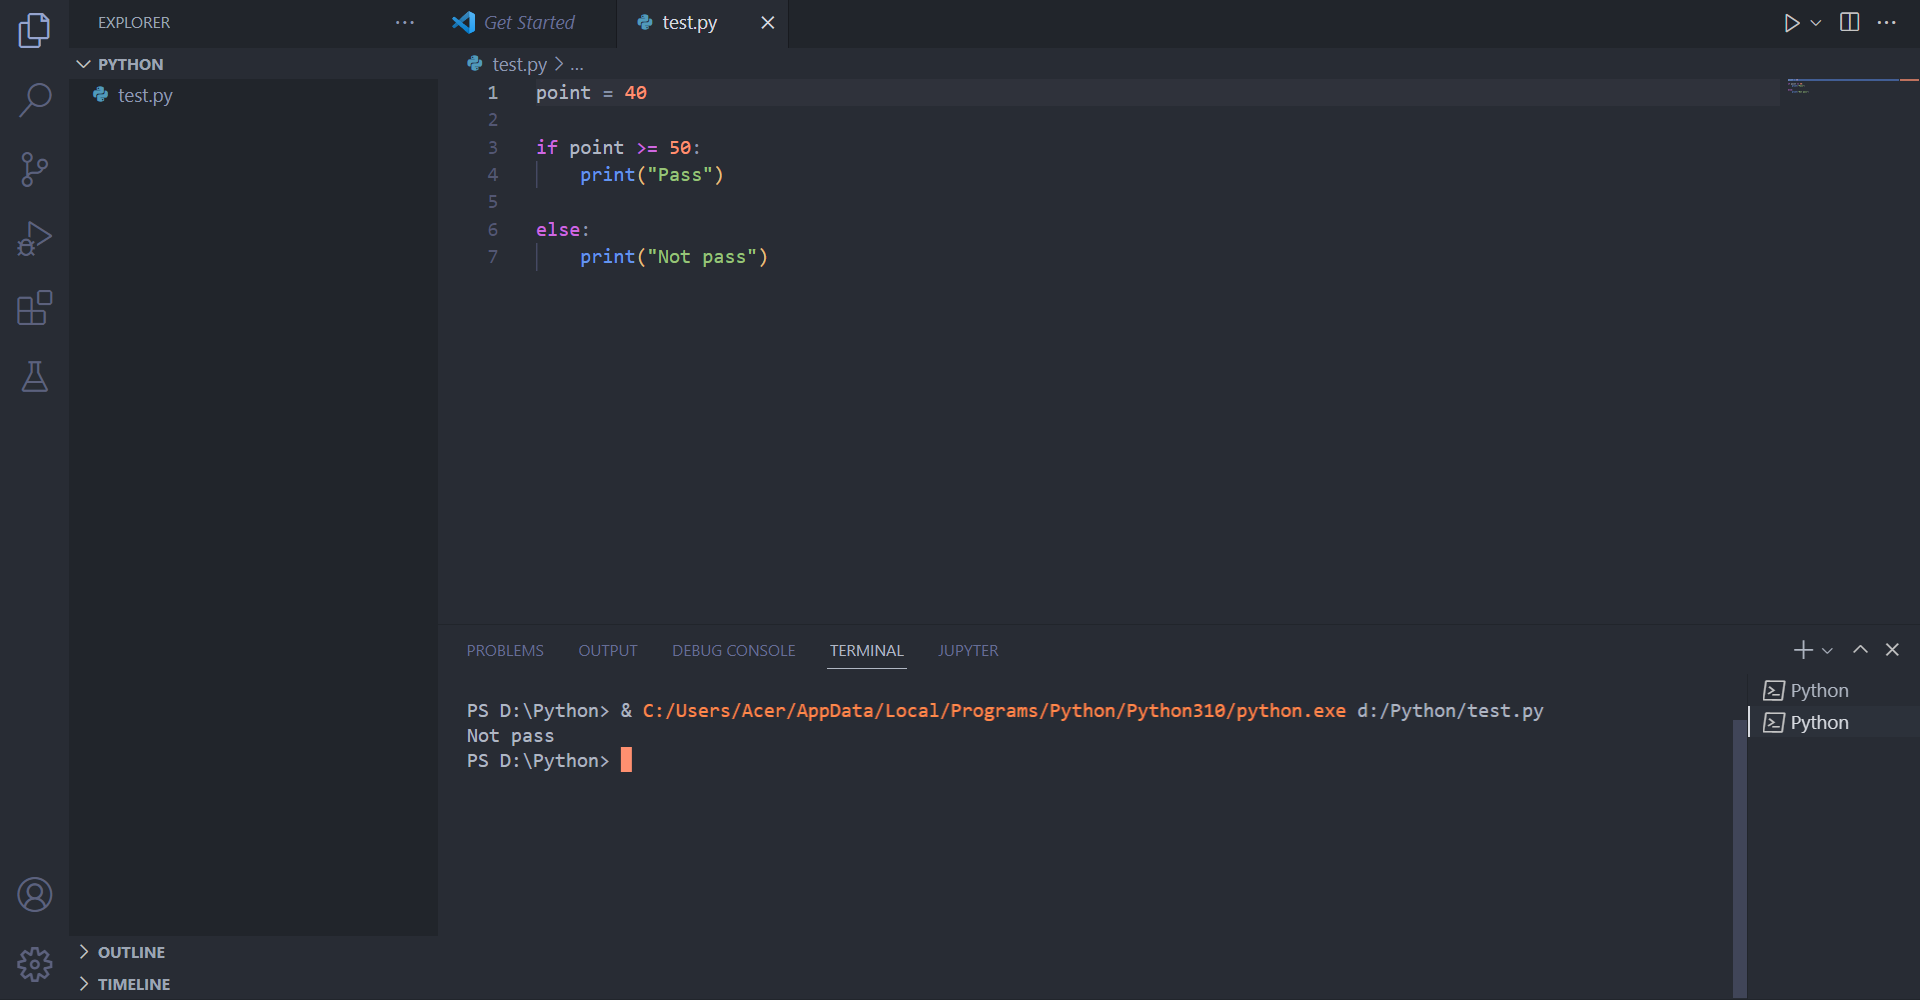 EXPLORER
PYTHON
test.py
OUTLINE
TIMELINE
Get Started
test.py
test.py > ...
1 point = 40
2
3 if point >= 50:
4     print("Pass")
5
6 else:
7     print("Not pass")
PROBLEMS OUTPUT DEBUG CONSOLE TERMINAL JUPYTER
PS D:\Python> & C:/Users/Acer/AppData/Local/Programs/Python/Python310/python.exe d:/Python/test.py
Not pass
PS D:\Python>
Python
Python